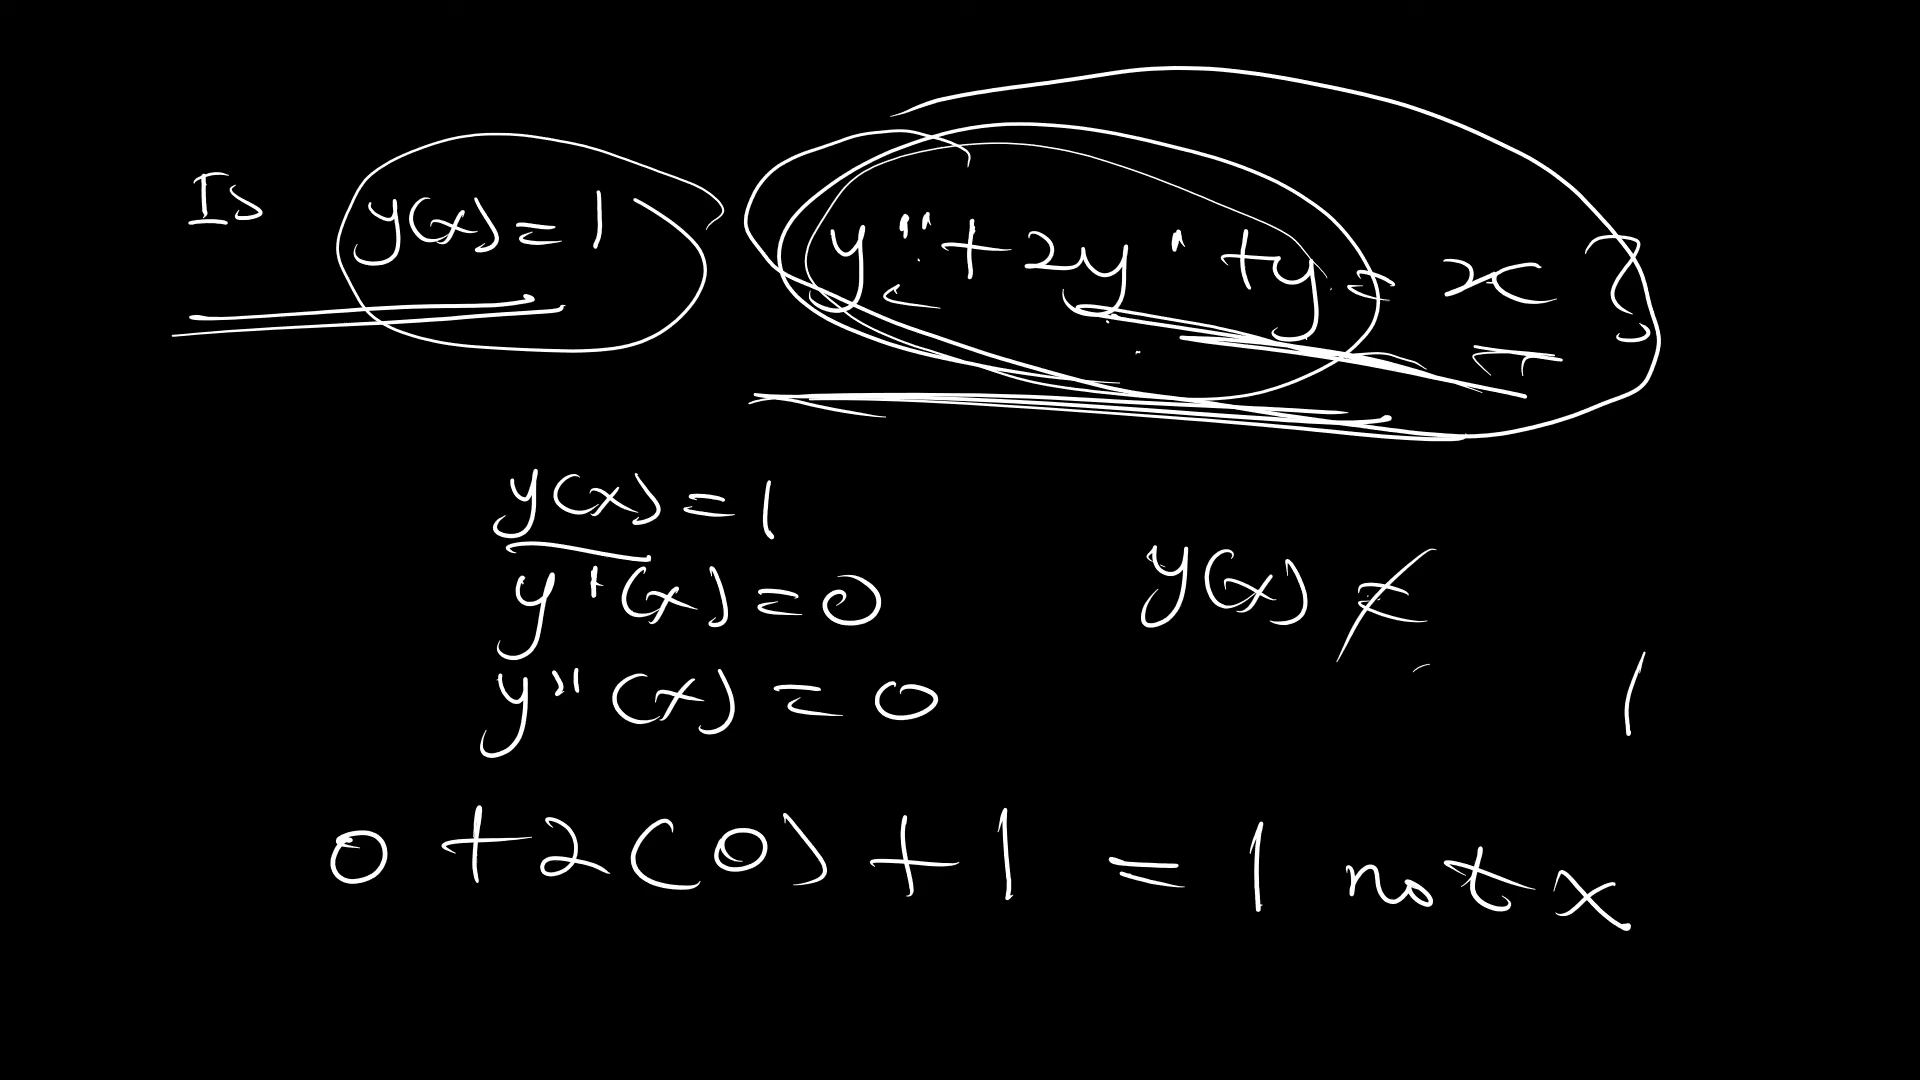 Is y(x) = 1 y'' + 2y' + y = x ?
y(x) = 1
y'(x) = 0
y(x) ≠
y''(x) = 0
1
0 + 2(0) + 1 = 1 not x